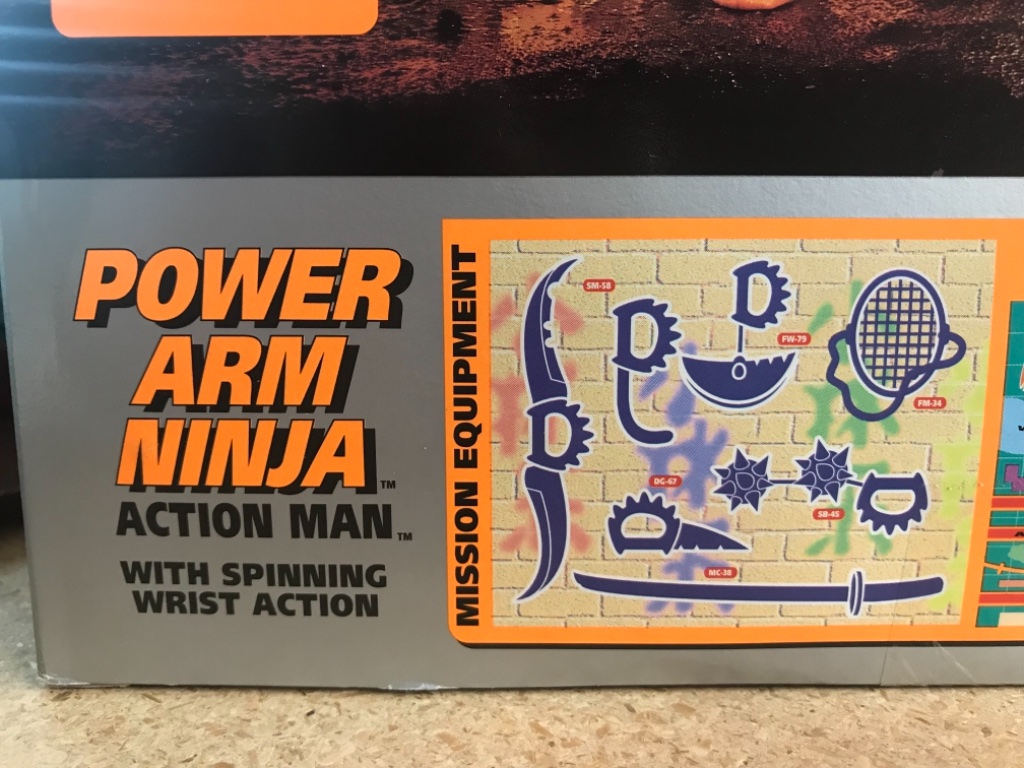 POWER
ARM
NINJA™
ACTION MAN™
WITH SPINNING
WRIST ACTION
MISSION EQUIPMENT
SM-58
FW-79
FM-34
DG-67
SB-45
MC-38